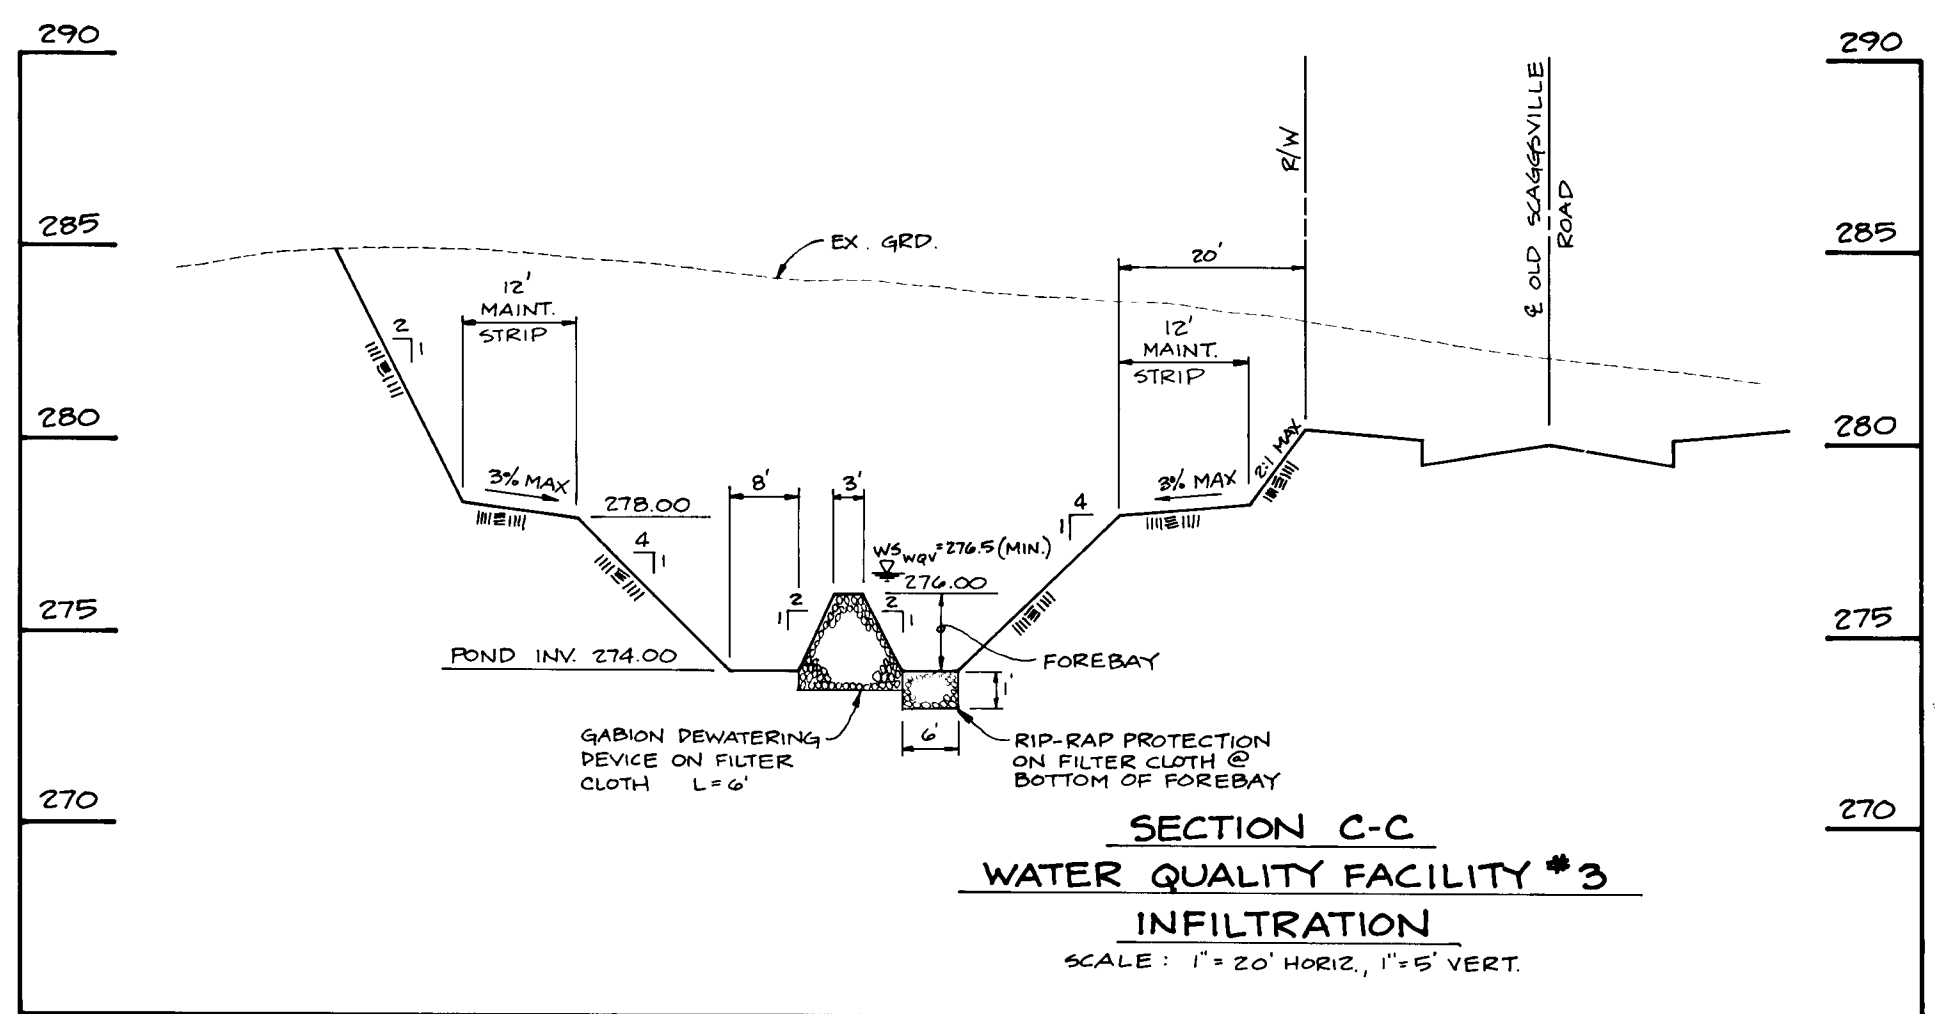 290
285
280
275
270
290
285
280
275
270
EX. GRD.
R/W
℄ OLD SCAGGSVILLE
ROAD
20'
12'
MAINT.
STRIP
12'
MAINT.
STRIP
2
1
3% MAX
278.00
4
1
8'
3'
WS WQV = 276.5 (MIN.)
276.00
2
1
2
1
4
1
3% MAX
2:1 MAX
POND INV. 274.00
FOREBAY
1'
6'
GABION DEWATERING
DEVICE ON FILTER
CLOTH L=6'
RIP-RAP PROTECTION
ON FILTER CLOTH @
BOTTOM OF FOREBAY
SECTION C-C
WATER QUALITY FACILITY #3
INFILTRATION
SCALE: 1"=20' HORIZ., 1"=5' VERT.